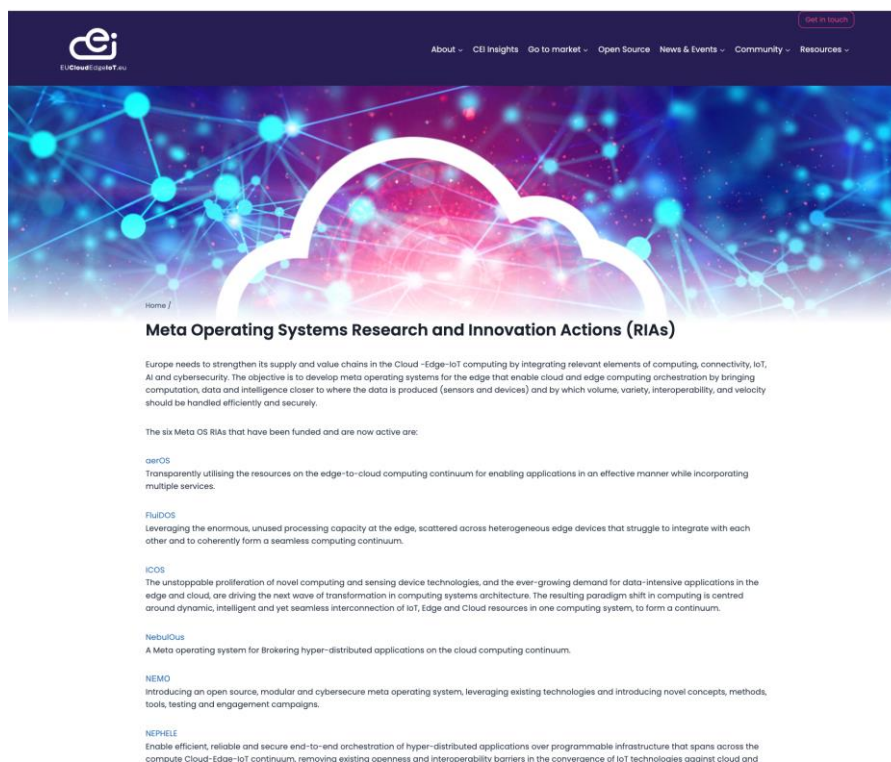 Get in touch
EUCloudEdgeIoT.eu
About CEI Insights Go to market Open Source News & Events Community Resources
Home /
Meta Operating Systems Research and Innovation Actions (RIAs)
Europe needs to strengthen its supply and value chains in the Cloud -Edge-IoT computing by integrating relevant elements of computing, connectivity, IoT,
AI and cybersecurity. The objective is to develop meta operating systems for the edge that enable cloud and edge computing orchestration by bringing
computation, data and intelligence closer to where the data is produced (sensors and devices) and by which volume, variety, interoperability, and velocity
should be handled efficiently and securely.
The six Meta OS RIAs that have been funded and are now active are:
aerOS
Transparently utilising the resources on the edge-to-cloud computing continuum for enabling applications in an effective manner while incorporating
multiple services.
FluiDOS
Leveraging the enormous, unused processing capacity at the edge, scattered across heterogeneous edge devices that struggle to integrate with each
other and to coherently form a seamless computing continuum.
ICOS
The unstoppable proliferation of novel computing and sensing device technologies, and the ever-growing demand for data-intensive applications in the
edge and cloud, are driving the next wave of transformation in computing systems architecture. The resulting paradigm shift in computing is centred
around dynamic, intelligent and yet seamless interconnection of IoT, Edge and Cloud resources in one computing system, to form a continuum.
NebulOus
A Meta operating system for Brokering hyper-distributed applications on the cloud computing continuum.
NEMO
Introducing an open source, modular and cybersecure meta operating system, leveraging existing technologies and introducing novel concepts, methods,
tools, testing and engagement campaigns.
NEPHELE
Enable efficient, reliable and secure end-to-end orchestration of hyper-distributed applications over programmable infrastructure that spans across the
compute Cloud-Edge-IoT continuum, removing existing openness and interoperability barriers in the convergence of IoT technologies against cloud and